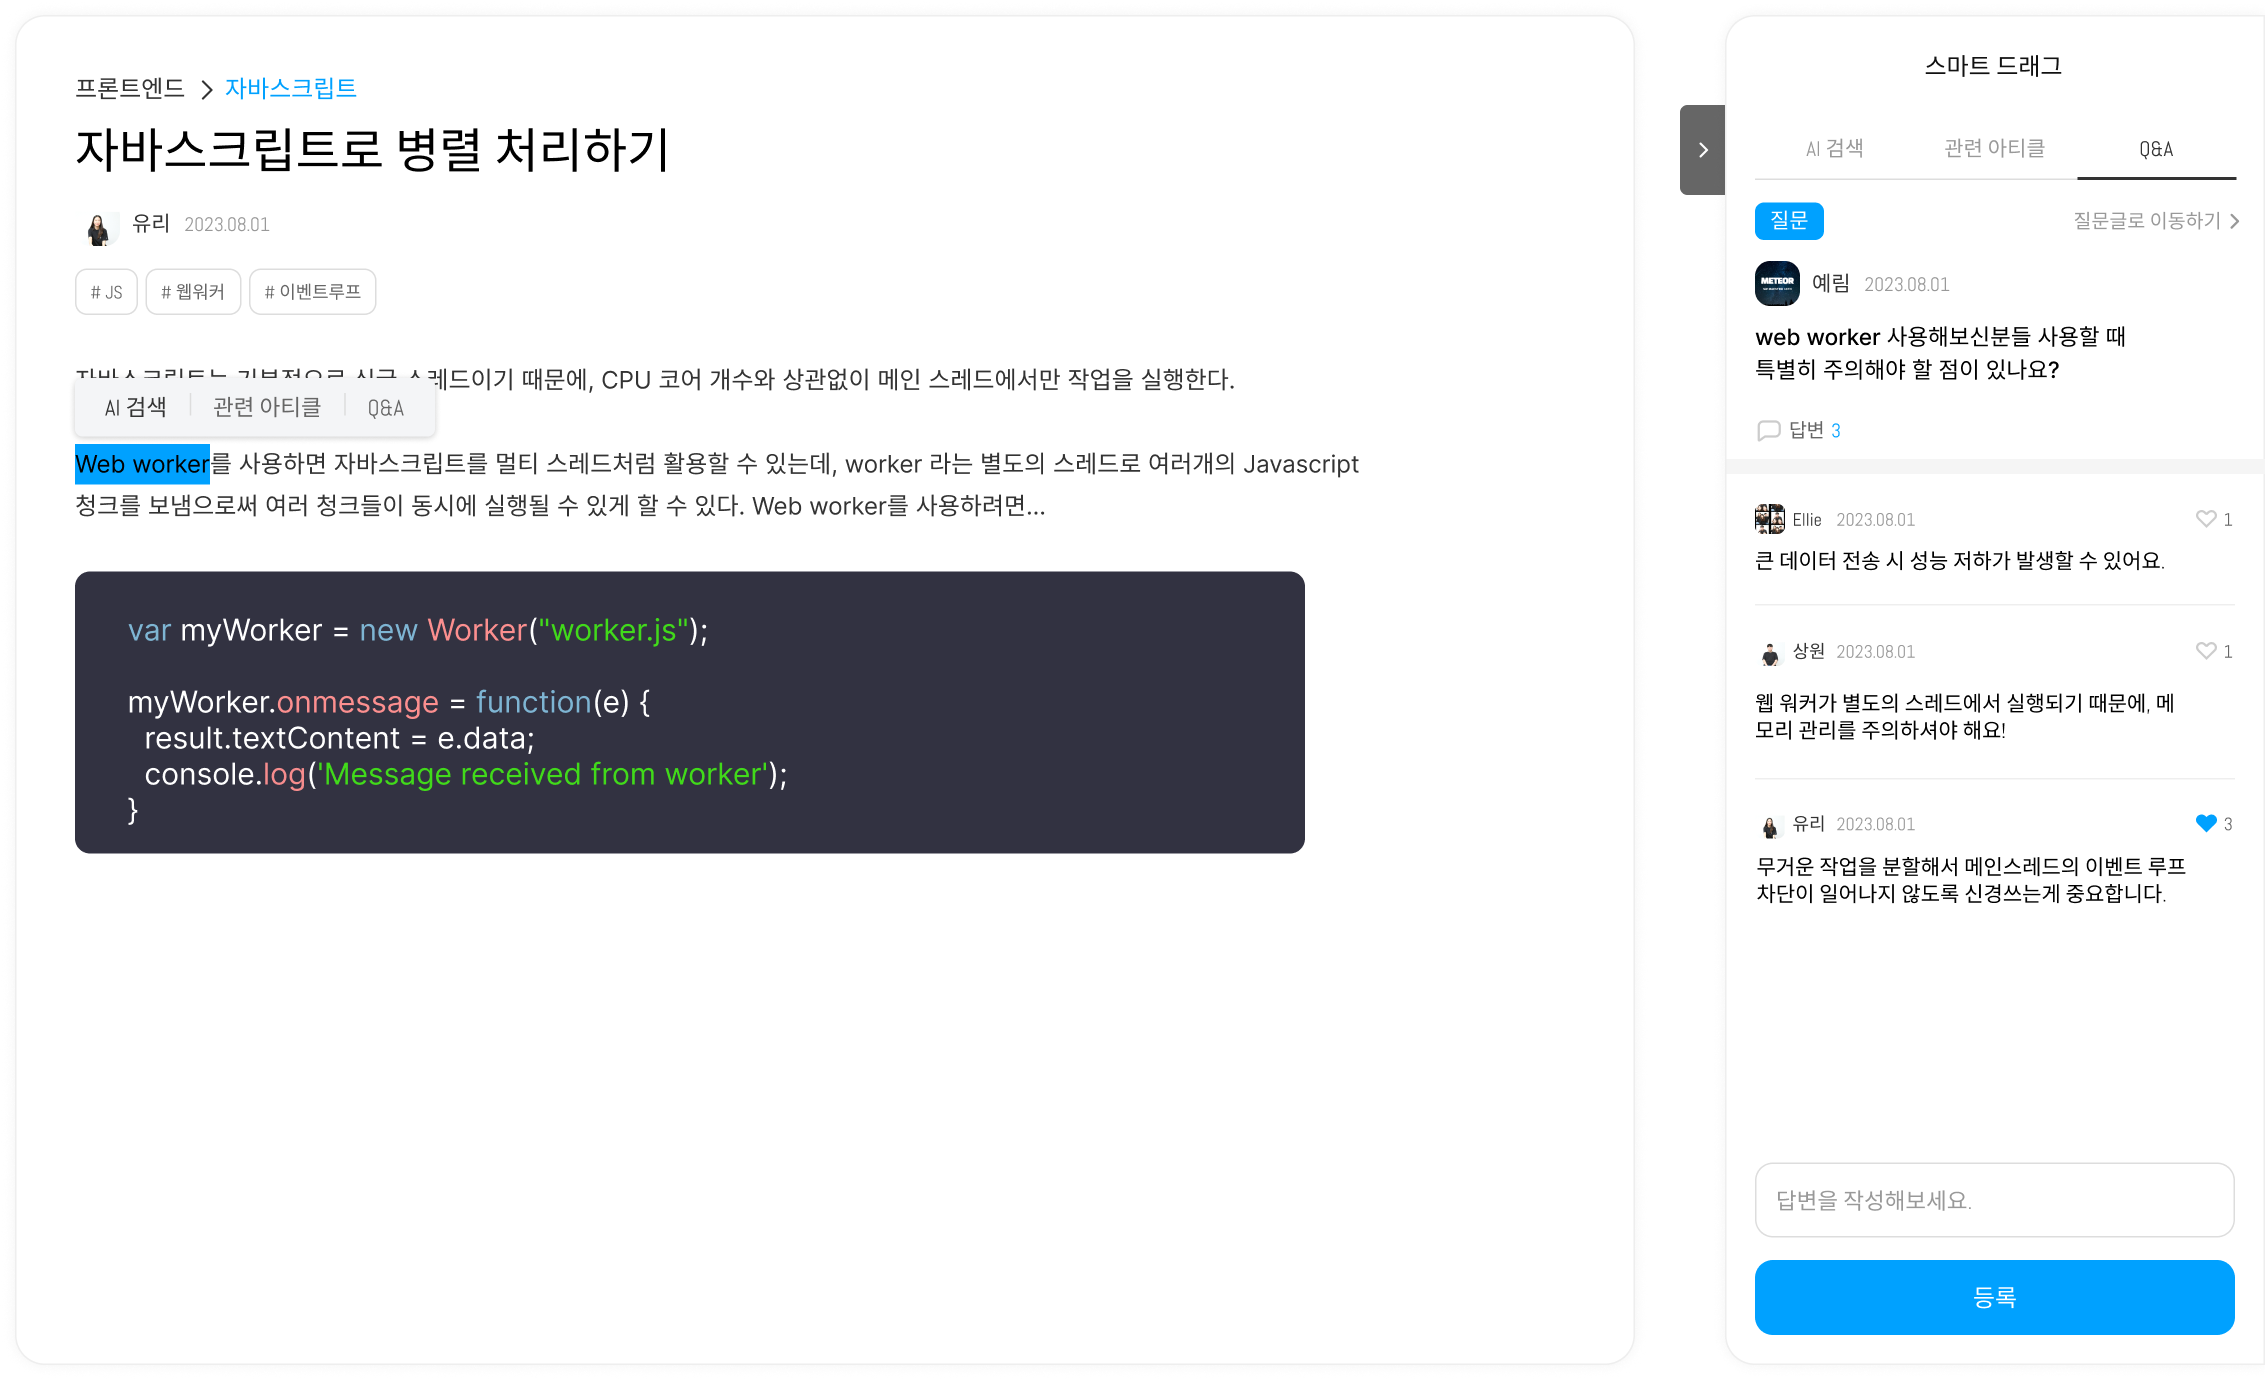 프론트엔드 > 자바스크립트
자바스크립트로 병렬 처리하기
유리 2023.08.01
# JS # 웹워커 # 이벤트루프
자바스크립트는 기본적으로 싱글 스레드이기 때문에, CPU 코어 개수와 상관없이 메인 스레드에서만 작업을 실행한다.
AI 검색 관련 아티클 Q&A
Web worker를 사용하면 자바스크립트를 멀티 스레드처럼 활용할 수 있는데, worker 라는 별도의 스레드로 여러개의 Javascript
청크를 보냄으로써 여러 청크들이 동시에 실행될 수 있게 할 수 있다. Web worker를 사용하려면...
var myWorker = new Worker("worker.js");
myWorker.onmessage = function(e) {
result.textContent = e.data;
console.log('Message received from worker');
}
스마트 드래그
AI 검색 관련 아티클 Q&A
질문 질문글로 이동하기 >
METEOR
예림 2023.08.01
web worker 사용해보신분들 사용할 때
특별히 주의해야 할 점이 있나요?
답변 3
Ellie 2023.08.01 1
큰 데이터 전송 시 성능 저하가 발생할 수 있어요.
상원 2023.08.01 1
웹 워커가 별도의 스레드에서 실행되기 때문에, 메
모리 관리를 주의하셔야 해요!
유리 2023.08.01 3
무거운 작업을 분할해서 메인스레드의 이벤트 루프
차단이 일어나지 않도록 신경쓰는게 중요합니다.
답변을 작성해보세요.
등록